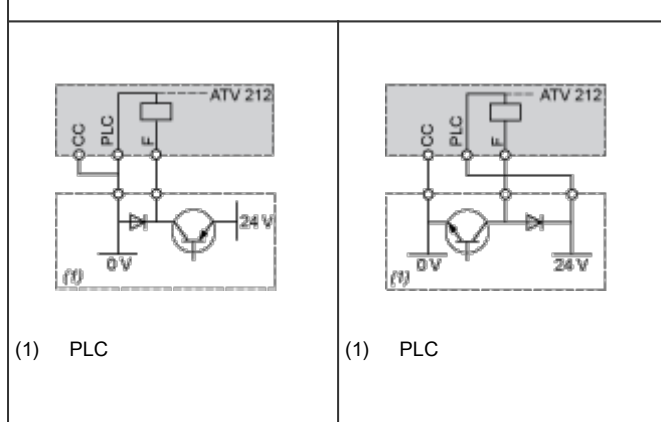 ATV 212
CC
PLC
F
24 V
0 V
(1)
(1) PLC
ATV 212
CC
PLC
F
0 V
24 V
(1)
(1) PLC